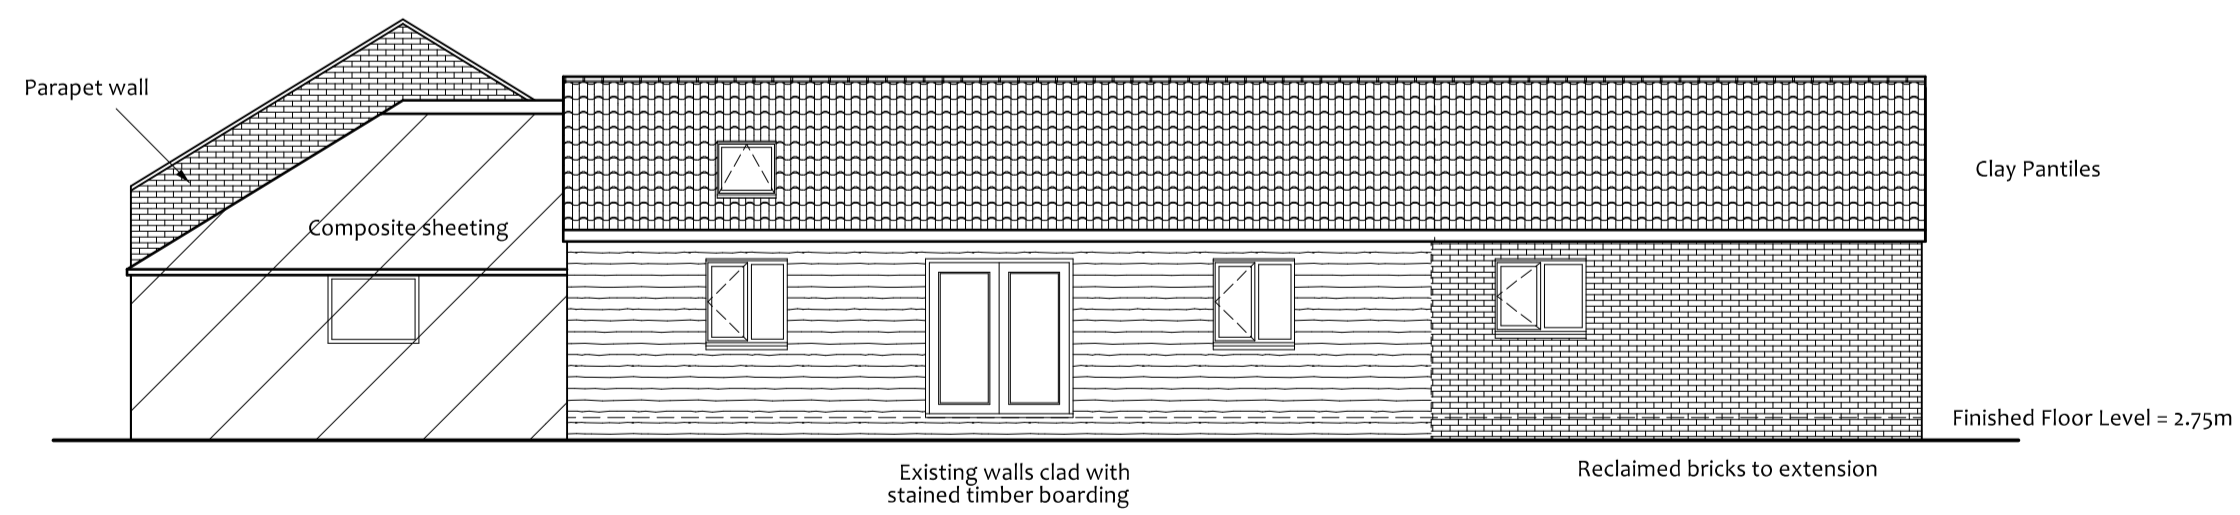 Parapet wall
Clay Pantiles
Composite sheeting
Finished Floor Level = 2.75m
Existing walls clad with
stained timber boarding
Reclaimed bricks to extension